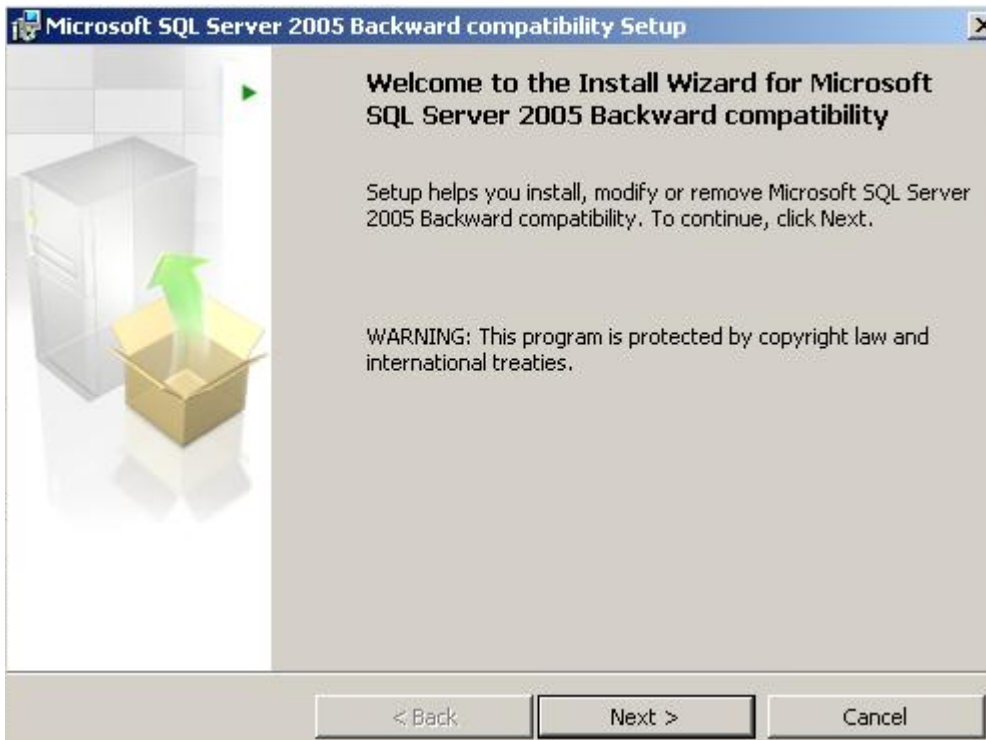 Microsoft SQL Server 2005 Backward compatibility Setup
Welcome to the Install Wizard for Microsoft
SQL Server 2005 Backward compatibility
Setup helps you install, modify or remove Microsoft SQL Server
2005 Backward compatibility. To continue, click Next.
WARNING: This program is protected by copyright law and
international treaties.
< Back
Next >
Cancel